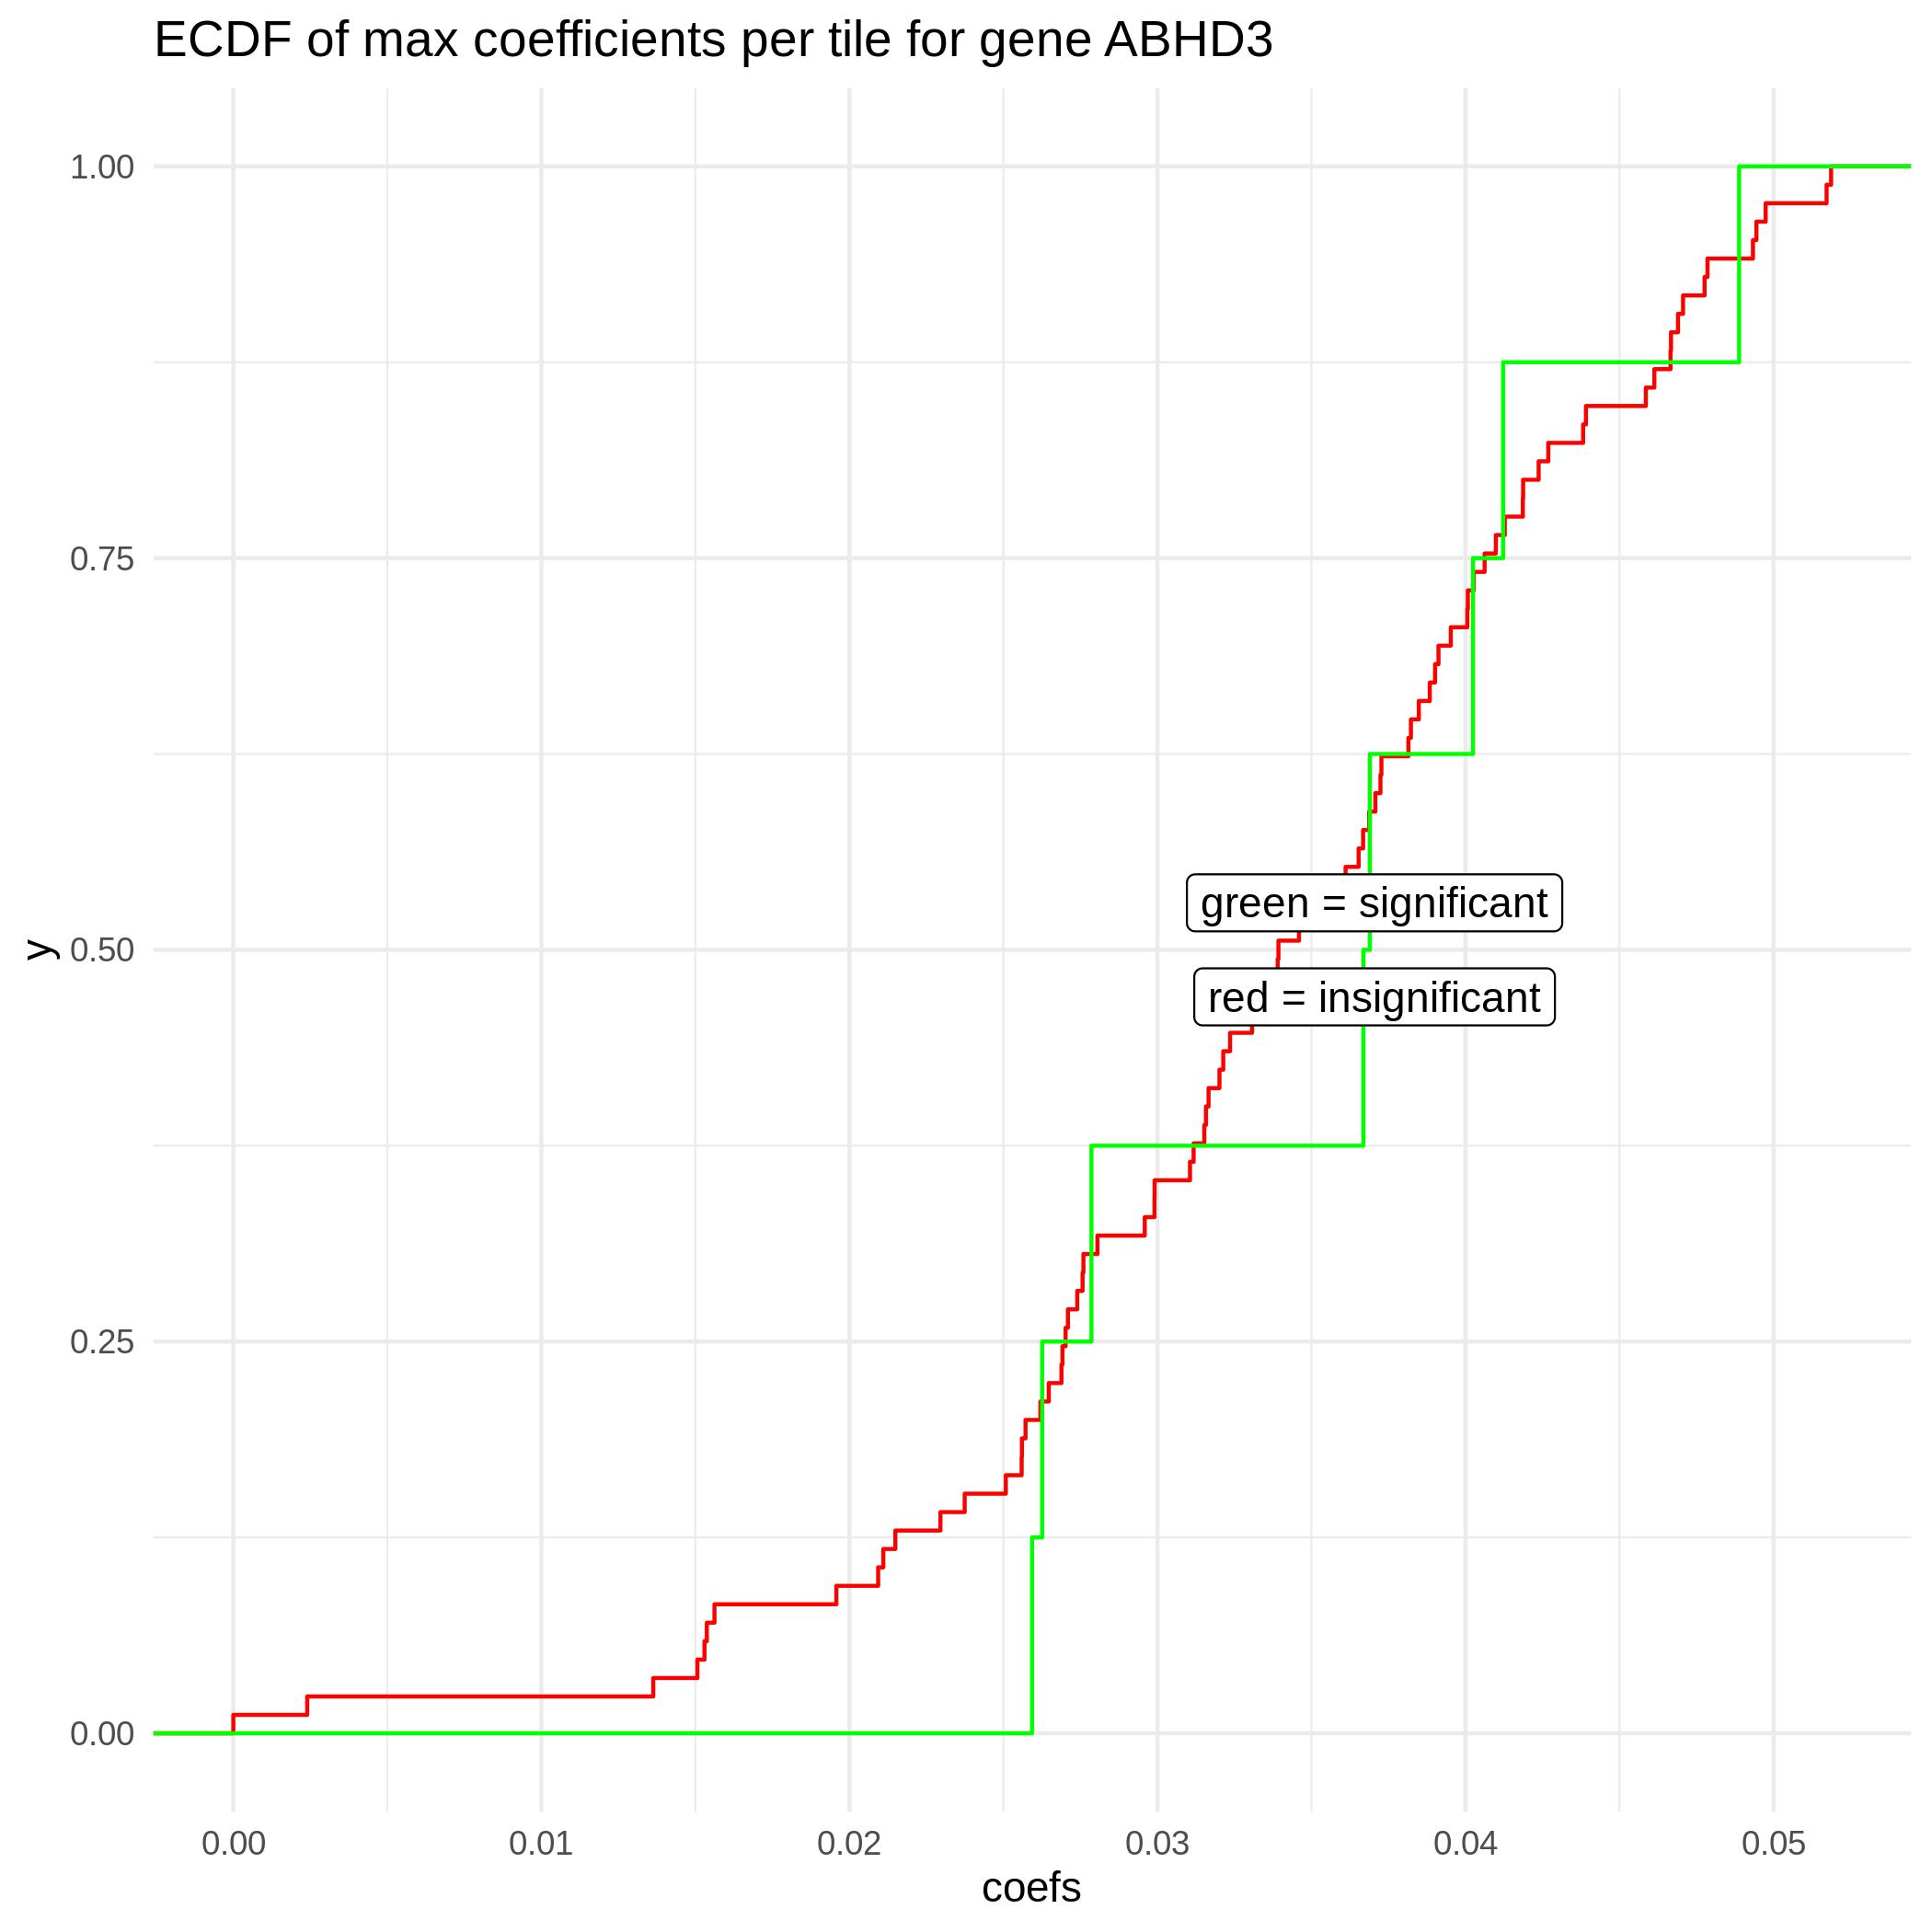 ECDF of max coefficients per tile for gene ABHD3
1.00
0.75
0.50
0.25
0.00
y
green = significant
red = insignificant
0.00 0.01 0.02 0.03 0.04 0.05
coefs